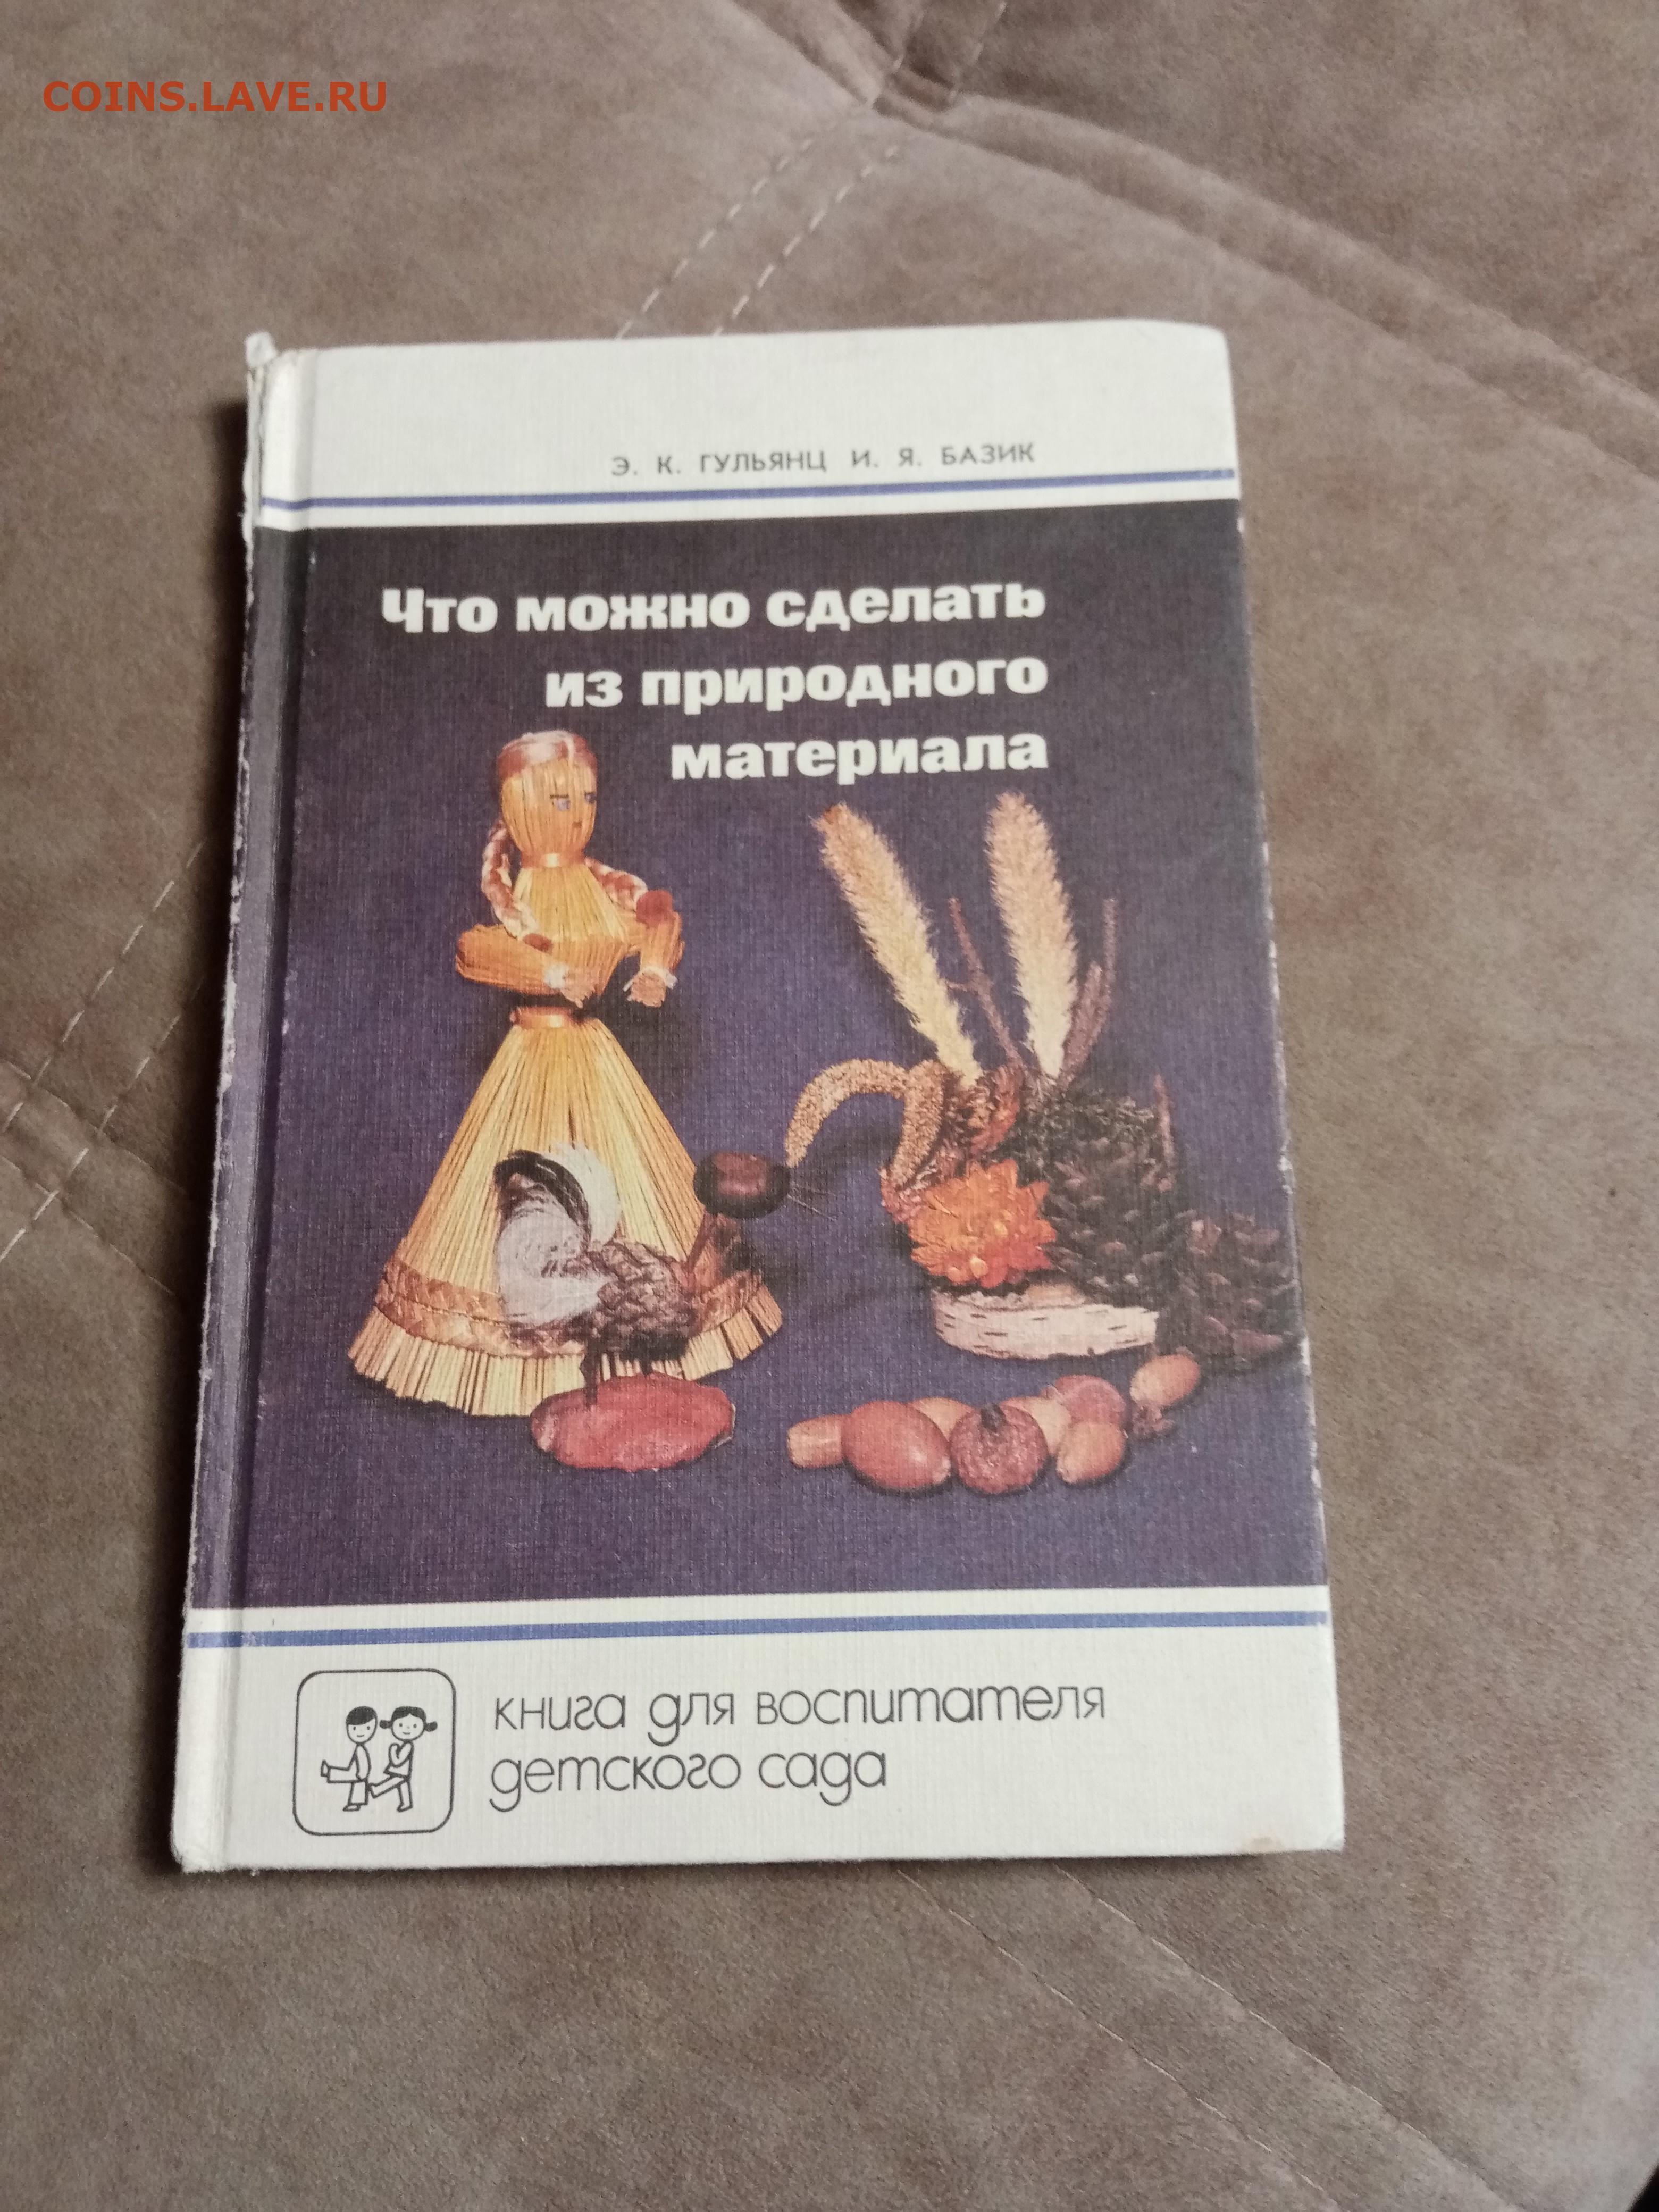 COINS.LAVE.RU
Э. К. ГУЛЬЯНЦ И. Я. БАЗИК
Что можно сделать
из природного
материала
книга для воспитателя
детского сада